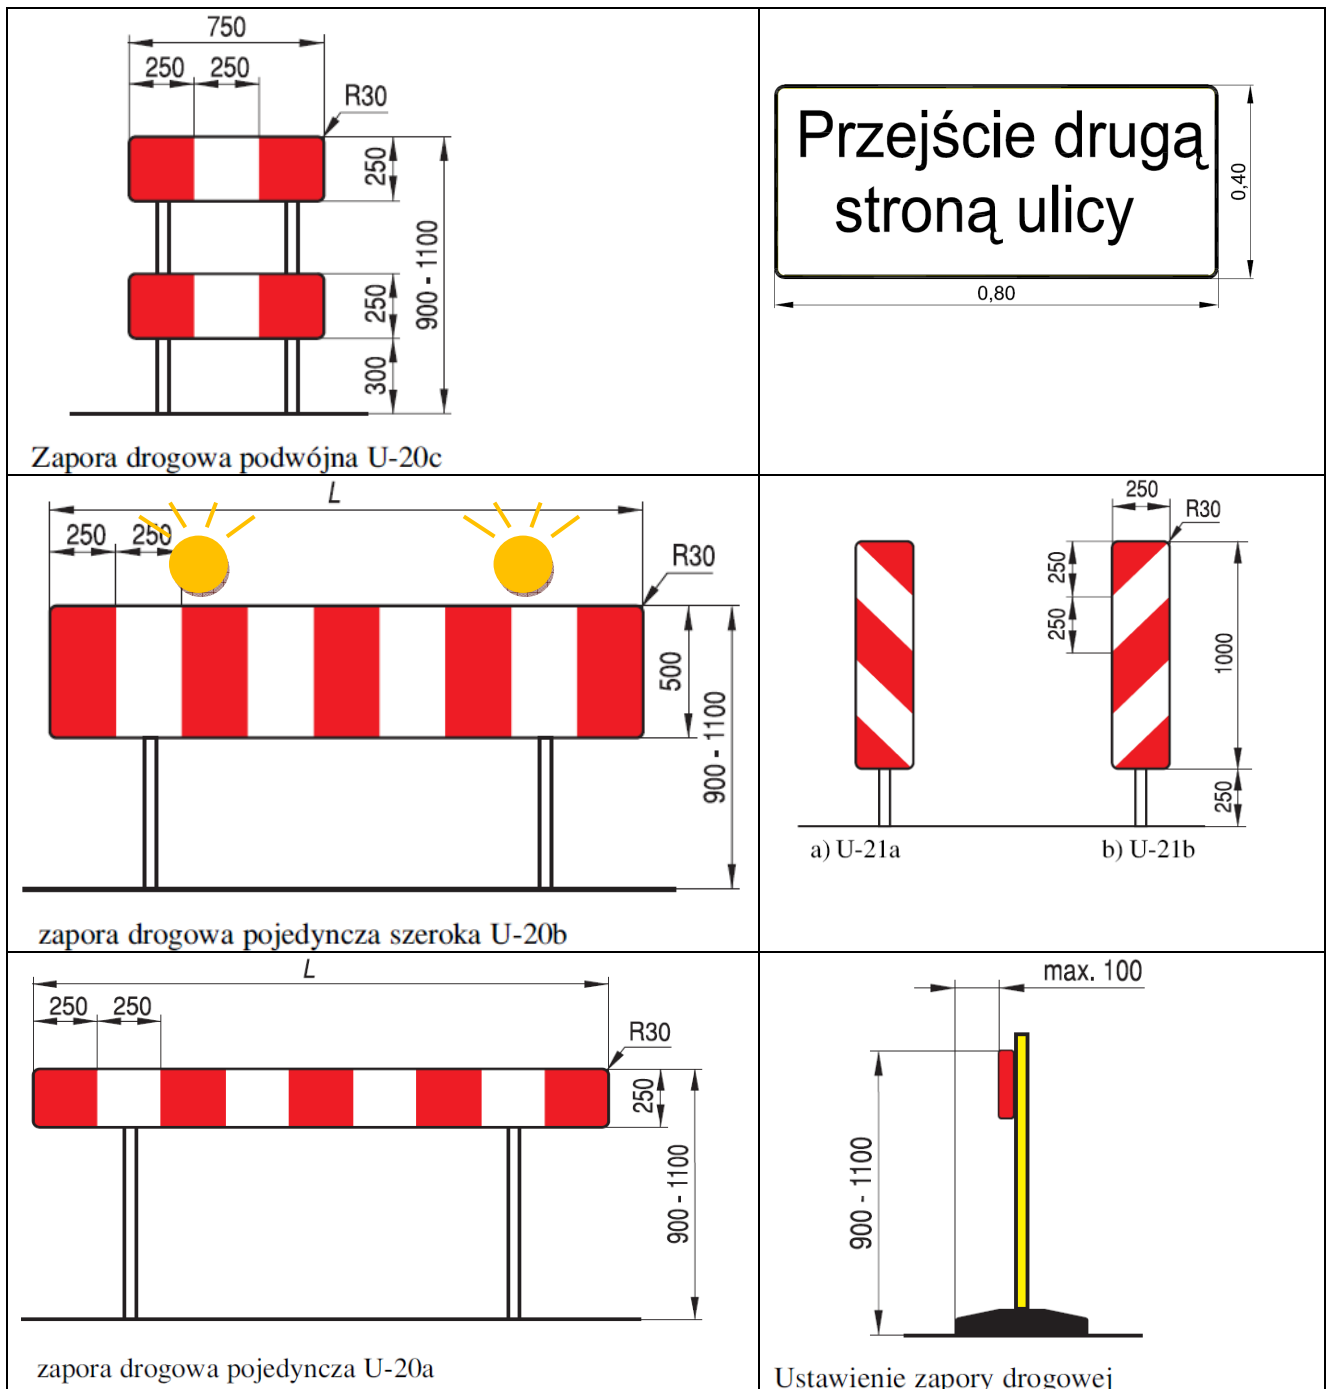 750
250 250
R30
250
900 - 1100
250
300
Zapora drogowa podwójna U-20c
Przejście drugą
stroną ulicy
0,40
0,80
L
250 250
R30
500
900 - 1100
zapora drogowa pojedyncza szeroka U-20b
250
R30
250
250
1000
250
a) U-21a
b) U-21b
L
250 250
R30
250
900 - 1100
zapora drogowa pojedyncza U-20a
max. 100
900 - 1100
Ustawienie zapory drogowej